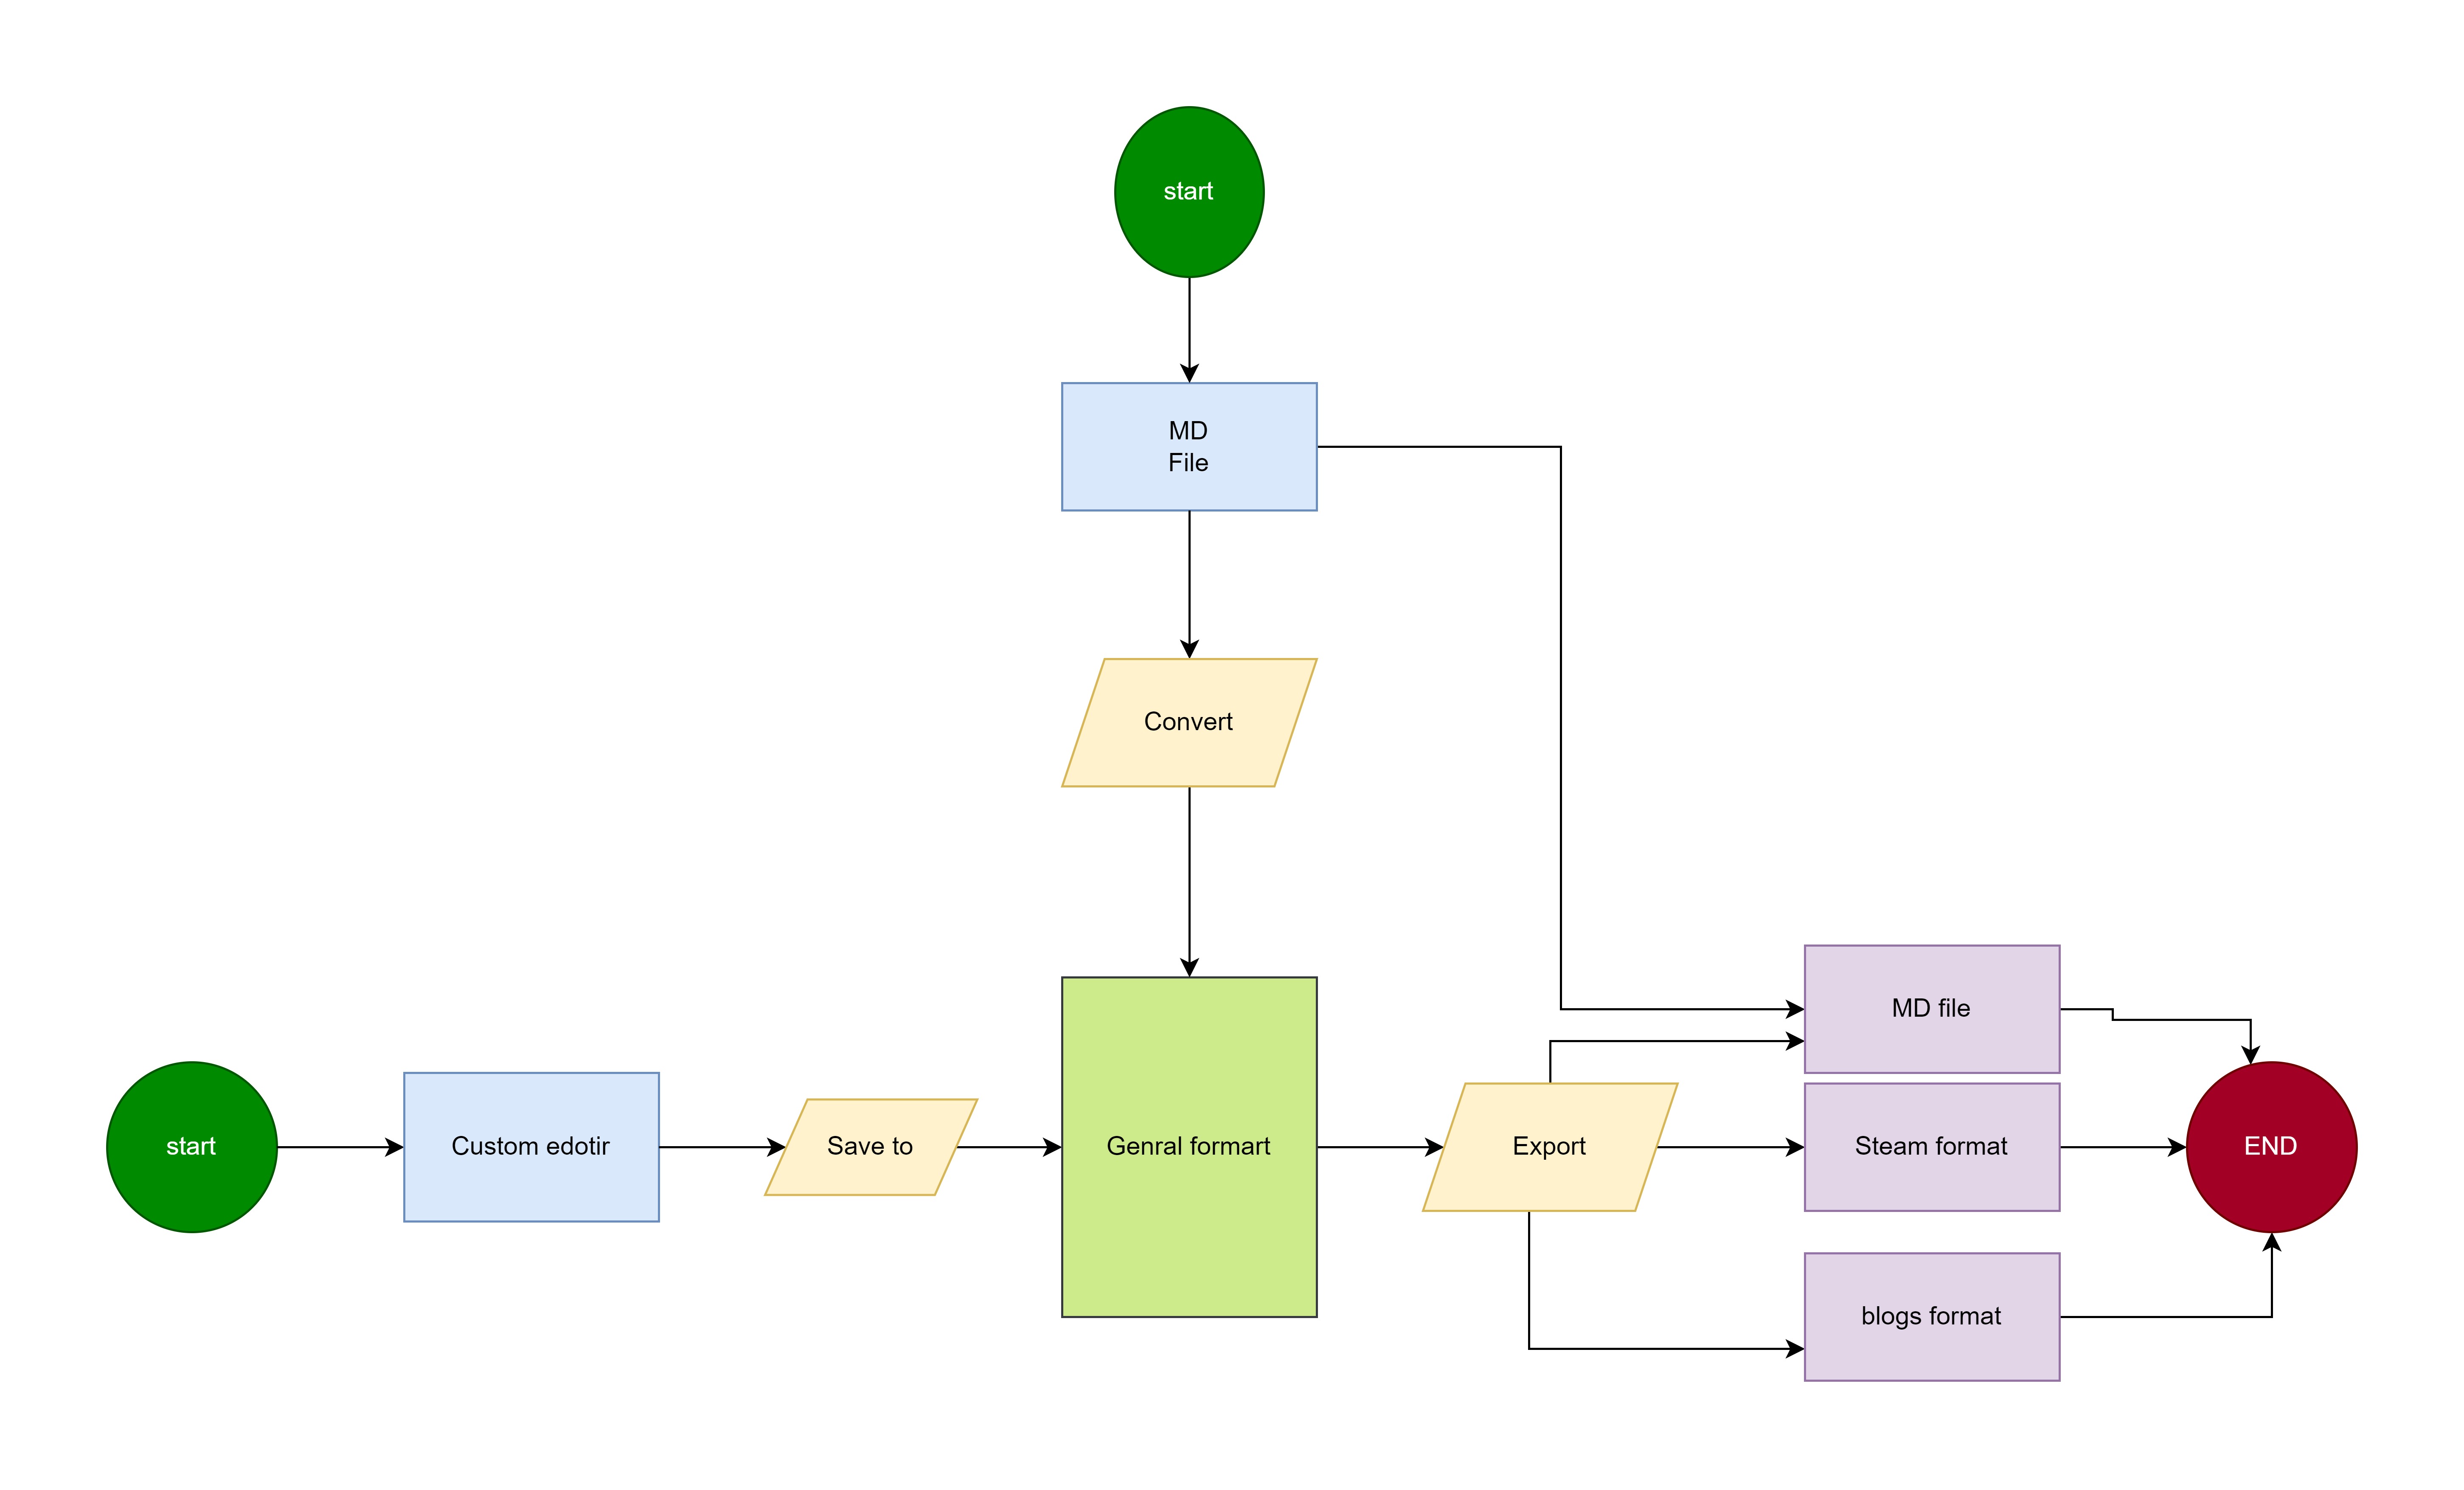 start
MD
File
Convert
MD file
start
Custom edotir
Save to
Genral formart
Export
Steam format
END
blogs format